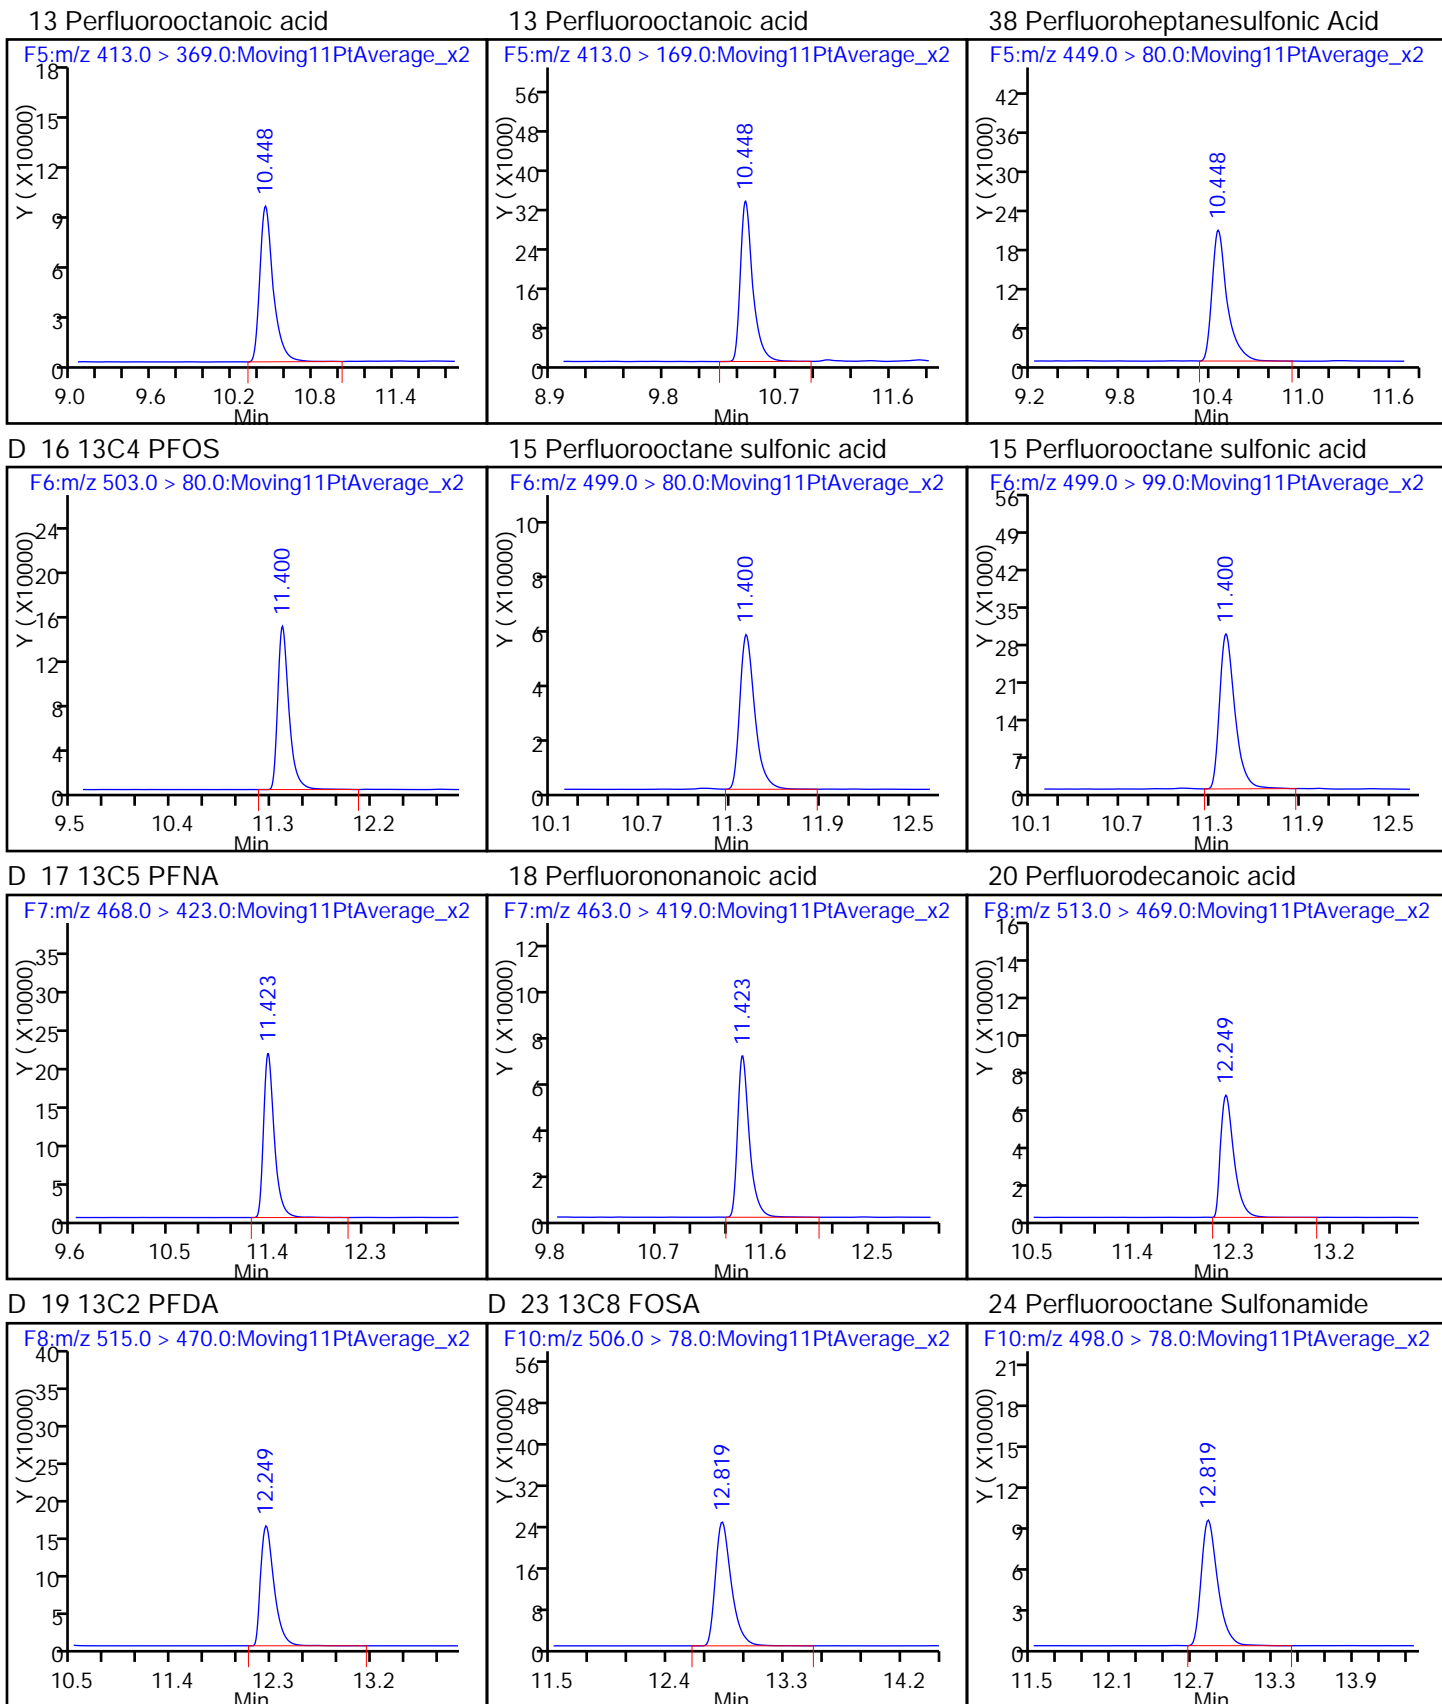 13 Perfluorooctanoic acid
F5:m/z 413.0 > 369.0:Moving11PtAverage_x2
Y ( X10000)
18
15
12
9
6
3
0
10.448
9.0 9.6 10.2 10.8 11.4
Min
13 Perfluorooctanoic acid
F5:m/z 413.0 > 169.0:Moving11PtAverage_x2
Y ( X1000)
56
48
40
32
24
16
8
0
10.448
8.9 9.8 10.7 11.6
Min
38 Perfluoroheptanesulfonic Acid
F5:m/z 449.0 > 80.0:Moving11PtAverage_x2
Y ( X1000)
42
36
30
24
18
12
6
0
10.448
9.2 9.8 10.4 11.0 11.6
Min
D 16 13C4 PFOS
F6:m/z 503.0 > 80.0:Moving11PtAverage_x2
Y ( X10000)
24
20
16
12
8
4
0
11.400
9.5 10.4 11.3 12.2
Min
15 Perfluorooctane sulfonic acid
F6:m/z 499.0 > 80.0:Moving11PtAverage_x2
Y ( X10000)
10
8
6
4
2
0
11.400
10.1 10.7 11.3 11.9 12.5
Min
15 Perfluorooctane sulfonic acid
F6:m/z 499.0 > 99.0:Moving11PtAverage_x2
Y ( X1000)
56
49
42
35
28
21
14
7
0
11.400
10.1 10.7 11.3 11.9 12.5
Min
D 17 13C5 PFNA
F7:m/z 468.0 > 423.0:Moving11PtAverage_x2
Y ( X10000)
35
30
25
20
15
10
5
0
11.423
9.6 10.5 11.4 12.3
Min
18 Perfluorononanoic acid
F7:m/z 463.0 > 419.0:Moving11PtAverage_x2
Y ( X10000)
12
10
8
6
4
2
0
11.423
9.8 10.7 11.6 12.5
Min
20 Perfluorodecanoic acid
F8:m/z 513.0 > 469.0:Moving11PtAverage_x2
Y ( X10000)
16
14
12
10
8
6
4
2
0
12.249
10.5 11.4 12.3 13.2
Min
D 19 13C2 PFDA
F8:m/z 515.0 > 470.0:Moving11PtAverage_x2
Y ( X10000)
40
35
30
25
20
15
10
5
0
12.249
10.5 11.4 12.3 13.2
Min
D 23 13C8 FOSA
F10:m/z 506.0 > 78.0:Moving11PtAverage_x2
Y ( X10000)
56
48
40
32
24
16
8
0
12.819
11.5 12.4 13.3 14.2
Min
24 Perfluorooctane Sulfonamide
F10:m/z 498.0 > 78.0:Moving11PtAverage_x2
Y ( X10000)
21
18
15
12
9
6
3
0
12.819
11.5 12.1 12.7 13.3 13.9
Min